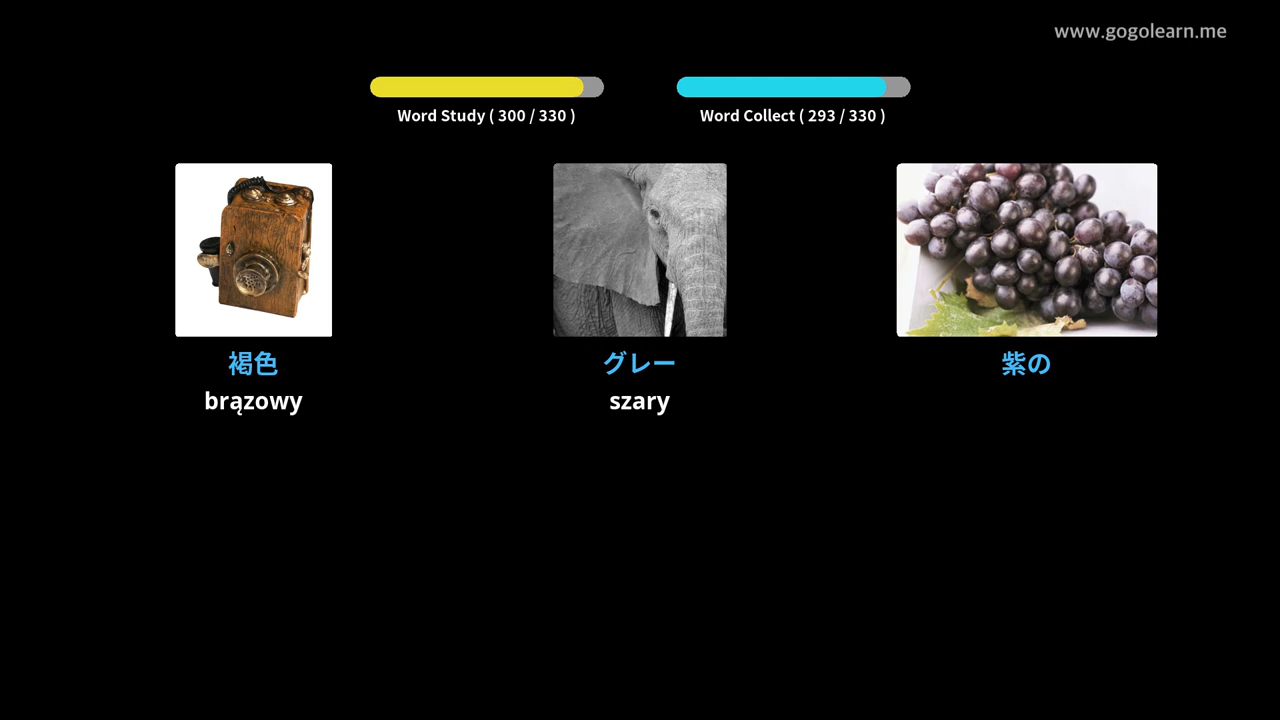 www.gogolearn.me
Word Study ( 300 / 330 )
Word Collect ( 293 / 330 )
褐色
グレー
紫の
brązowy
szary